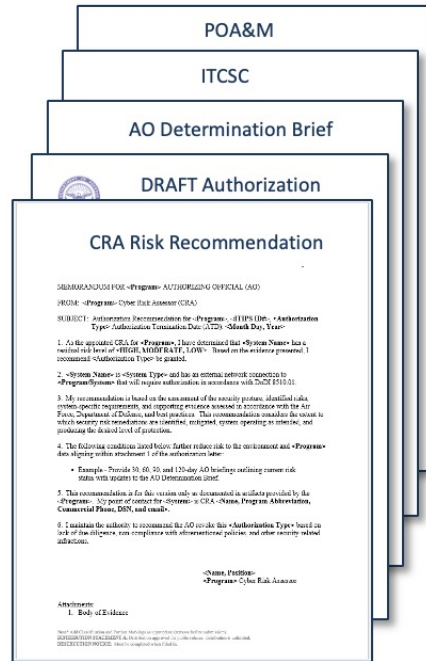 POA&M
ITCSC
AO Determination Brief
DRAFT Authorization
CRA Risk Recommendation
MEMORANDUM FOR <Program> AUTHORIZING OFFICIAL (AO)
FROM: <Program> Cyber Risk Assessor (CRA)
SUBJECT: Authorization Recommendation for <Program>, <ITIPS ID#>, <Authorization
Type> Authorization Termination Date (ATD): <Month Day, Year>
1. As the appointed CRA for <Program>, I have determined that <System Name> has a
residual risk level of <HIGH, MODERATE, LOW>. Based on the evidence presented, I
recommend <Authorization Type> be granted.
2. <System Name> is <System Type> and has an external network connection to
<Program/System> that will require authorization in accordance with DoDI 8510.01.
3. My recommendation is based on the assessment of the security posture, identified risks,
system-specific requirements, and supporting evidence assessed in accordance with the Air
Force, Department of Defense, and best practices. This recommendation considers the extent to
which security risk remediations are identified, mitigated, system operating as intended, and
producing the desired level of protection.
4. The following conditions listed below further reduce risk to the environment and <Program>
data aligning within attachment 1 of the authorization letter:
• Example - Provide 30, 60, 90, and 120-day AO briefings outlining current risk
status with updates to the AO Determination Brief.
5. This recommendation is for this version only as documented in artifacts provided by the
<Program>. My point of contact for <System> is CRA <Name, Program Abbreviation,
Commercial Phone, DSN, and email>.
6. I maintain the authority to recommend the AO revoke this <Authorization Type> based on
lack of due diligence, non-compliance with aforementioned policies, and other security related
infractions.
<Name, Position>
<Program> Cyber Risk Assessor
Attachments:
1. Body of Evidence